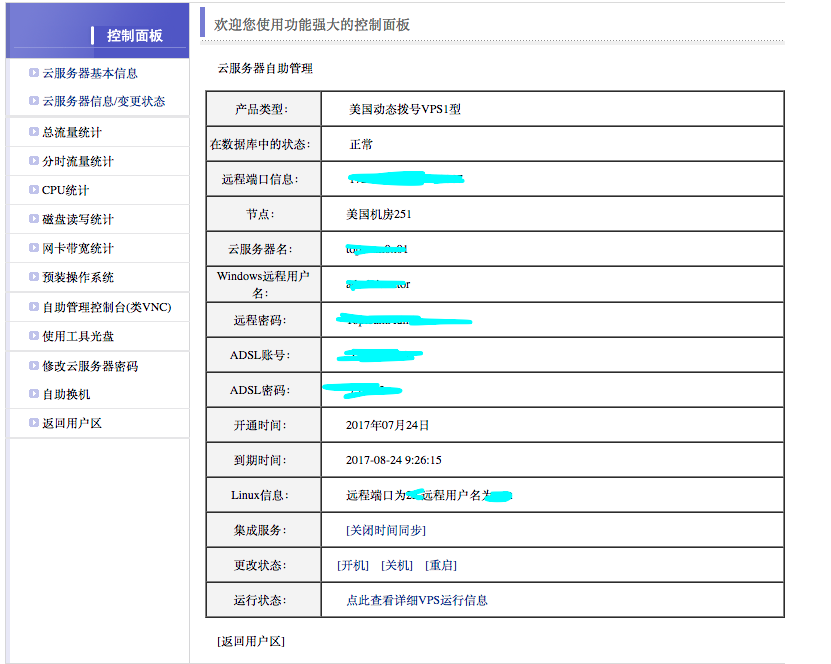 控制面板
云服务器基本信息
云服务器信息/变更状态
总流量统计
分时流量统计
CPU统计
磁盘读写统计
网卡带宽统计
预装操作系统
自助管理控制台(类VNC)
使用工具光盘
修改云服务器密码
自助换机
返回用户区
欢迎您使用功能强大的控制面板
云服务器自助管理
产品类型： 美国动态拨号VPS1型
在数据库中的状态： 正常
远程端口信息：
节点： 美国机房251
云服务器名：
Windows远程用户
名：
远程密码：
ADSL账号：
ADSL密码：
开通时间： 2017年07月24日
到期时间： 2017-08-24 9:26:15
Linux信息： 远程端口为 远程用户名为
集成服务： [关闭时间同步]
更改状态： [开机] [关机] [重启]
运行状态： 点此查看详细VPS运行信息
[返回用户区]